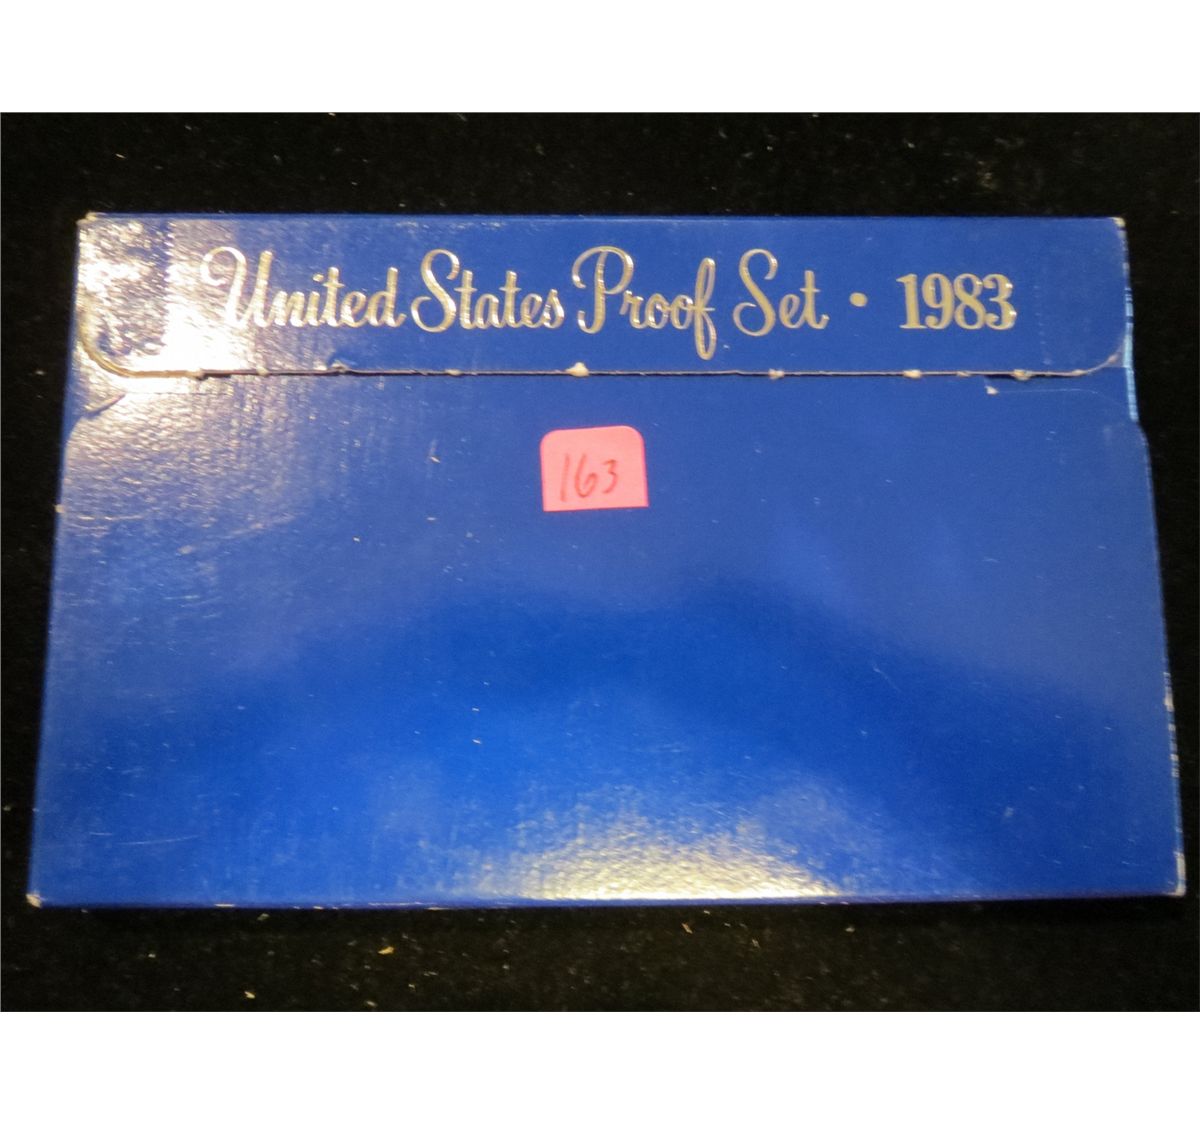 United States Proof Set • 1983
163